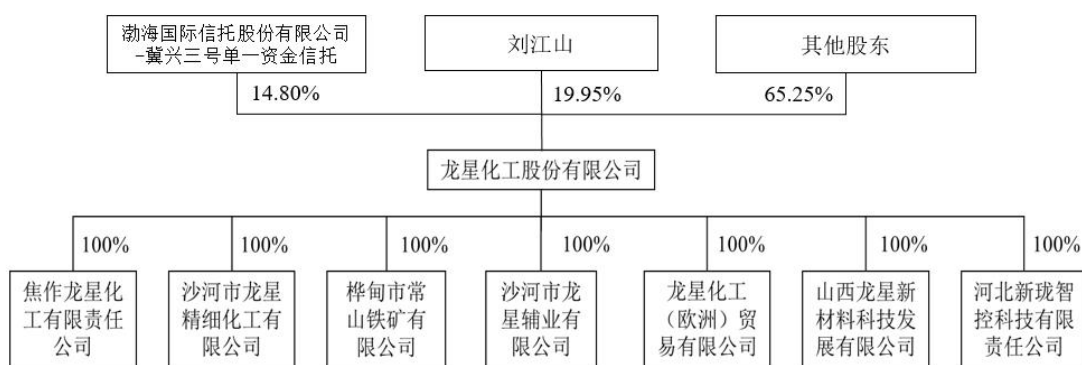 渤海国际信托股份有限公司
-冀兴三号单一资金信托
刘江山
其他股东
14.80%
19.95%
65.25%
龙星化工股份有限公司
100%
100%
100%
100%
100%
100%
100%
焦作龙星化
工有限责任
公司
沙河市龙星
精细化工有
限公司
桦甸市常
山铁矿有
限公司
沙河市龙
星辅业有
限公司
龙星化工
（欧洲）贸
易有限公司
山西龙星新
材料科技发
展有限公司
河北新珑智
控科技有限
责任公司